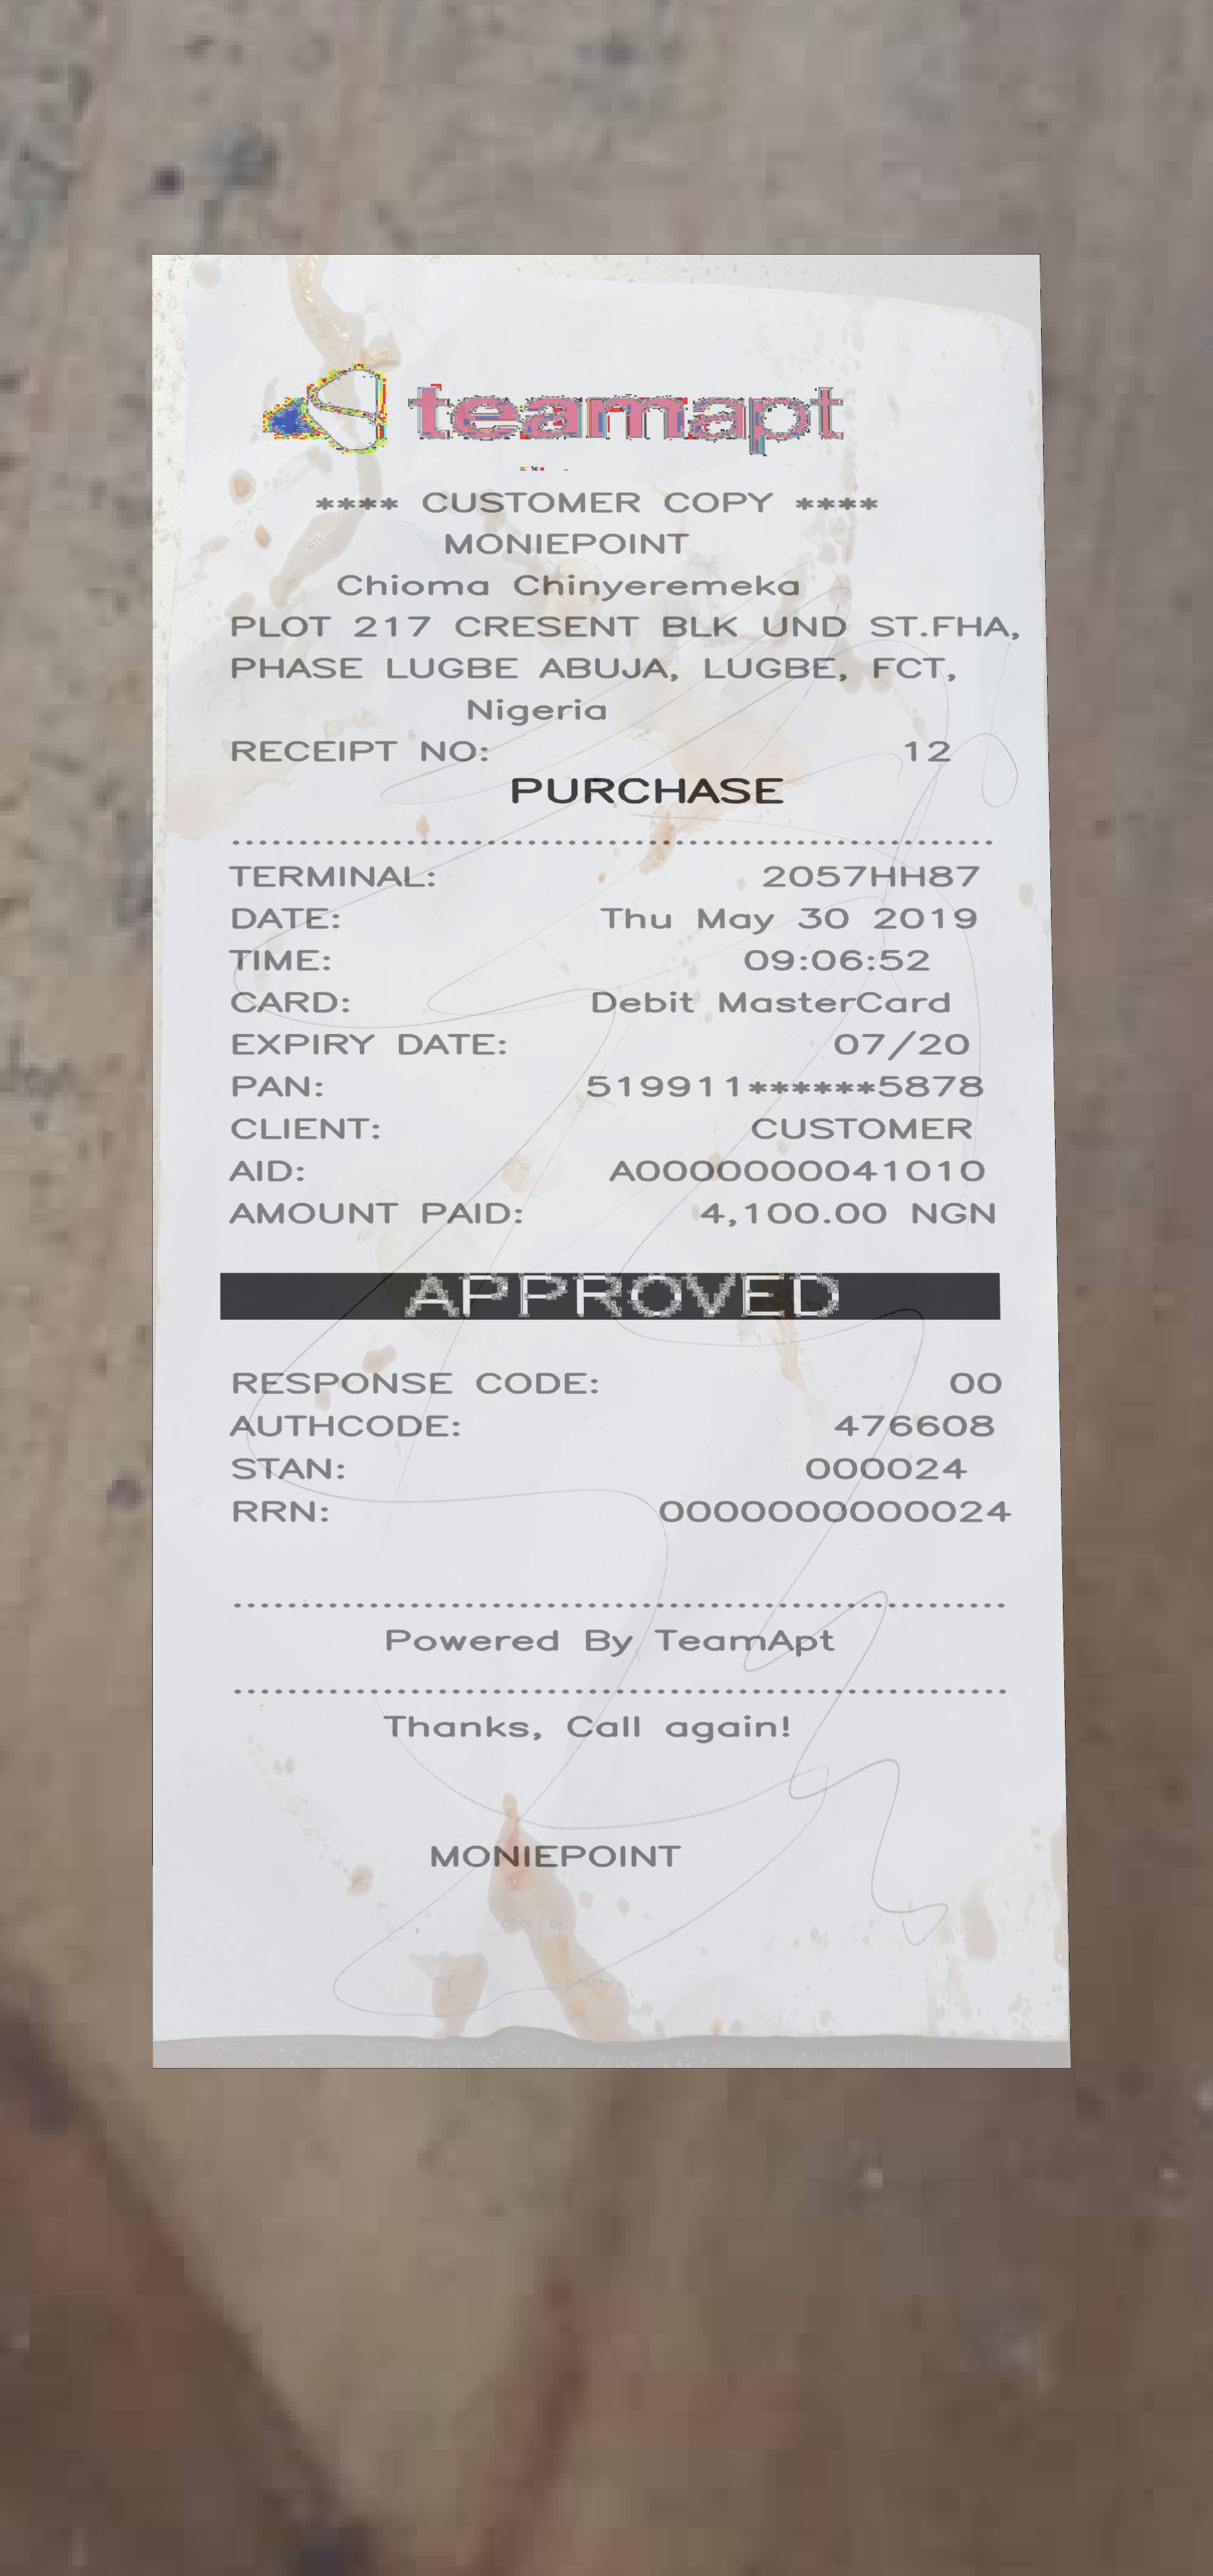 teamapt
**** CUSTOMER COPY ****
MONIEPOINT
Chioma Chinyeremeka
PLOT 217 CRESENT BLK UND ST.FHA,
PHASE LUGBE ABUJA, LUGBE, FCT,
Nigeria
RECEIPT NO: 12
PURCHASE
TERMINAL: 2057HH87
DATE: Thu May 30 2019
TIME: 09:06:52
CARD: Debit MasterCard
EXPIRY DATE: 07/20
PAN: 519911******5878
CLIENT: CUSTOMER
AID: A0000000041010
AMOUNT PAID: 4,100.00 NGN
APPROVED
RESPONSE CODE: 00
AUTHCODE: 476608
STAN: 000024
RRN: 0000000000024
Powered By TeamApt
Thanks, Call again!
MONIEPOINT